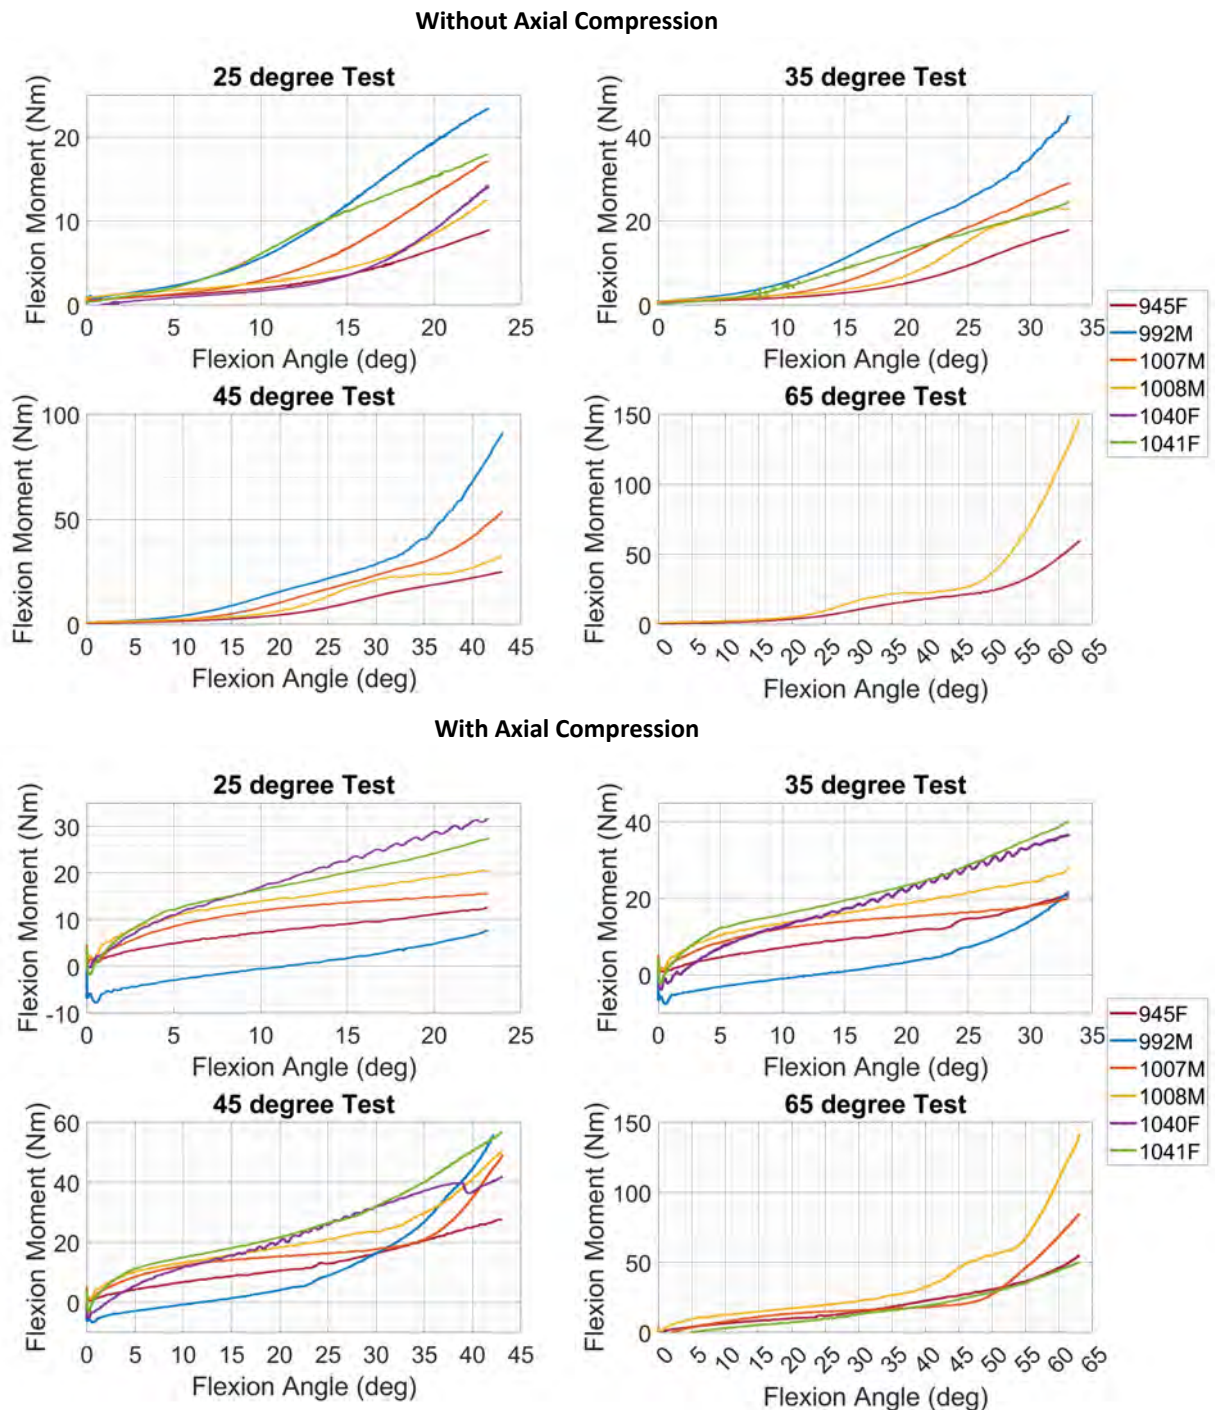 Without Axial Compression
25 degree Test
Flexion Moment (Nm)
20
10
0
0 5 10 15 20 25
Flexion Angle (deg)
35 degree Test
Flexion Moment (Nm)
40
20
0
0 5 10 15 20 25 30 35
Flexion Angle (deg)
45 degree Test
Flexion Moment (Nm)
100
50
0
0 5 10 15 20 25 30 35 40 45
Flexion Angle (deg)
65 degree Test
Flexion Moment (Nm)
150
100
50
0
0 5 10 15 20 25 30 35 40 45 50 55 60 65
Flexion Angle (deg)
945F
992M
1007M
1008M
1040F
1041F
With Axial Compression
25 degree Test
Flexion Moment (Nm)
30
20
10
0
-10
0 5 10 15 20 25
Flexion Angle (deg)
35 degree Test
Flexion Moment (Nm)
40
20
0
0 5 10 15 20 25 30 35
Flexion Angle (deg)
45 degree Test
Flexion Moment (Nm)
60
40
20
0
0 5 10 15 20 25 30 35 40 45
Flexion Angle (deg)
65 degree Test
Flexion Moment (Nm)
150
100
50
0
0 5 10 15 20 25 30 35 40 45 50 55 60 65
Flexion Angle (deg)
945F
992M
1007M
1008M
1040F
1041F